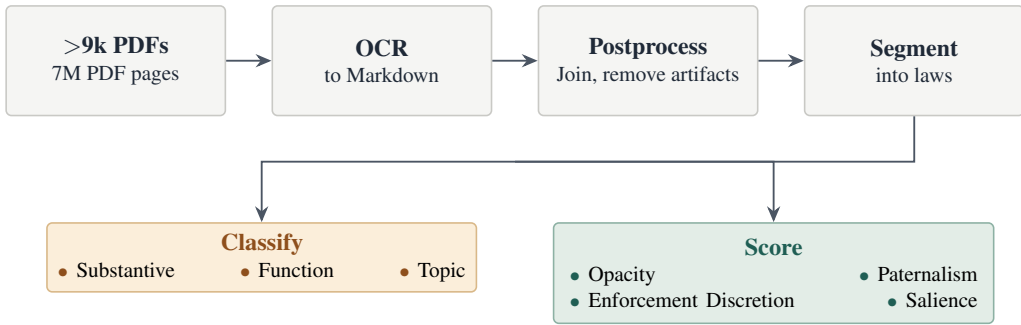 >9k PDFs
7M PDF pages
OCR
to Markdown
Postprocess
Join, remove artifacts
Segment
into laws
Classify
• Substantive • Function • Topic
Score
• Opacity • Paternalism
• Enforcement Discretion • Salience